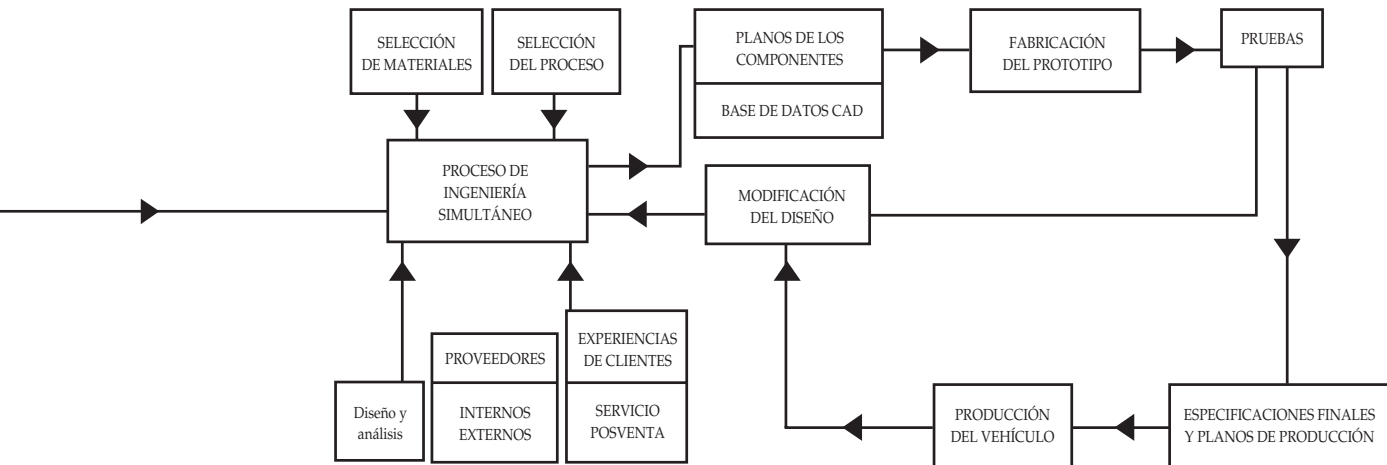 SELECCIÓN
DE MATERIALES
SELECCIÓN
DEL PROCESO
PLANOS DE LOS
COMPONENTES
BASE DE DATOS CAD
FABRICACIÓN
DEL PROTOTIPO
PRUEBAS
PROCESO DE
INGENIERÍA
SIMULTÁNEO
MODIFICACIÓN
DEL DISEÑO
Diseño y
análisis
PROVEEDORES
INTERNOS
EXTERNOS
EXPERIENCIAS
DE CLIENTES
SERVICIO
POSVENTA
PRODUCCIÓN
DEL VEHÍCULO
ESPECIFICACIONES FINALES
Y PLANOS DE PRODUCCIÓN